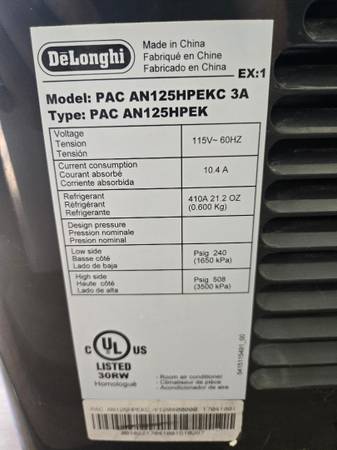 DeLonghi
Made in China
Fabriqué en Chine
Fabricado en China
EX:1
Model: PAC AN125HPEKC 3A
Type: PAC AN125HPEK
Voltage
Tension
Tensión
115V~ 60HZ
Current consumption
Courant absorbé
Corriente absorbida
10.4 A
Refrigerant
Réfrigérant
Refrigerante
410A 21.2 OZ
(0.600 Kg)
Design pressure
Pression nominale
Presion nominale
Low side
Basse côté
Lado de baja
Psig 240
(1650 kPa)
High side
Haute côté
Lado de alta
Psig 508
(3500 kPa)
C UL US
LISTED
30RW
Homologué
- Room air conditioner
- Climatiseur de pièce
- Acondicionador de aire